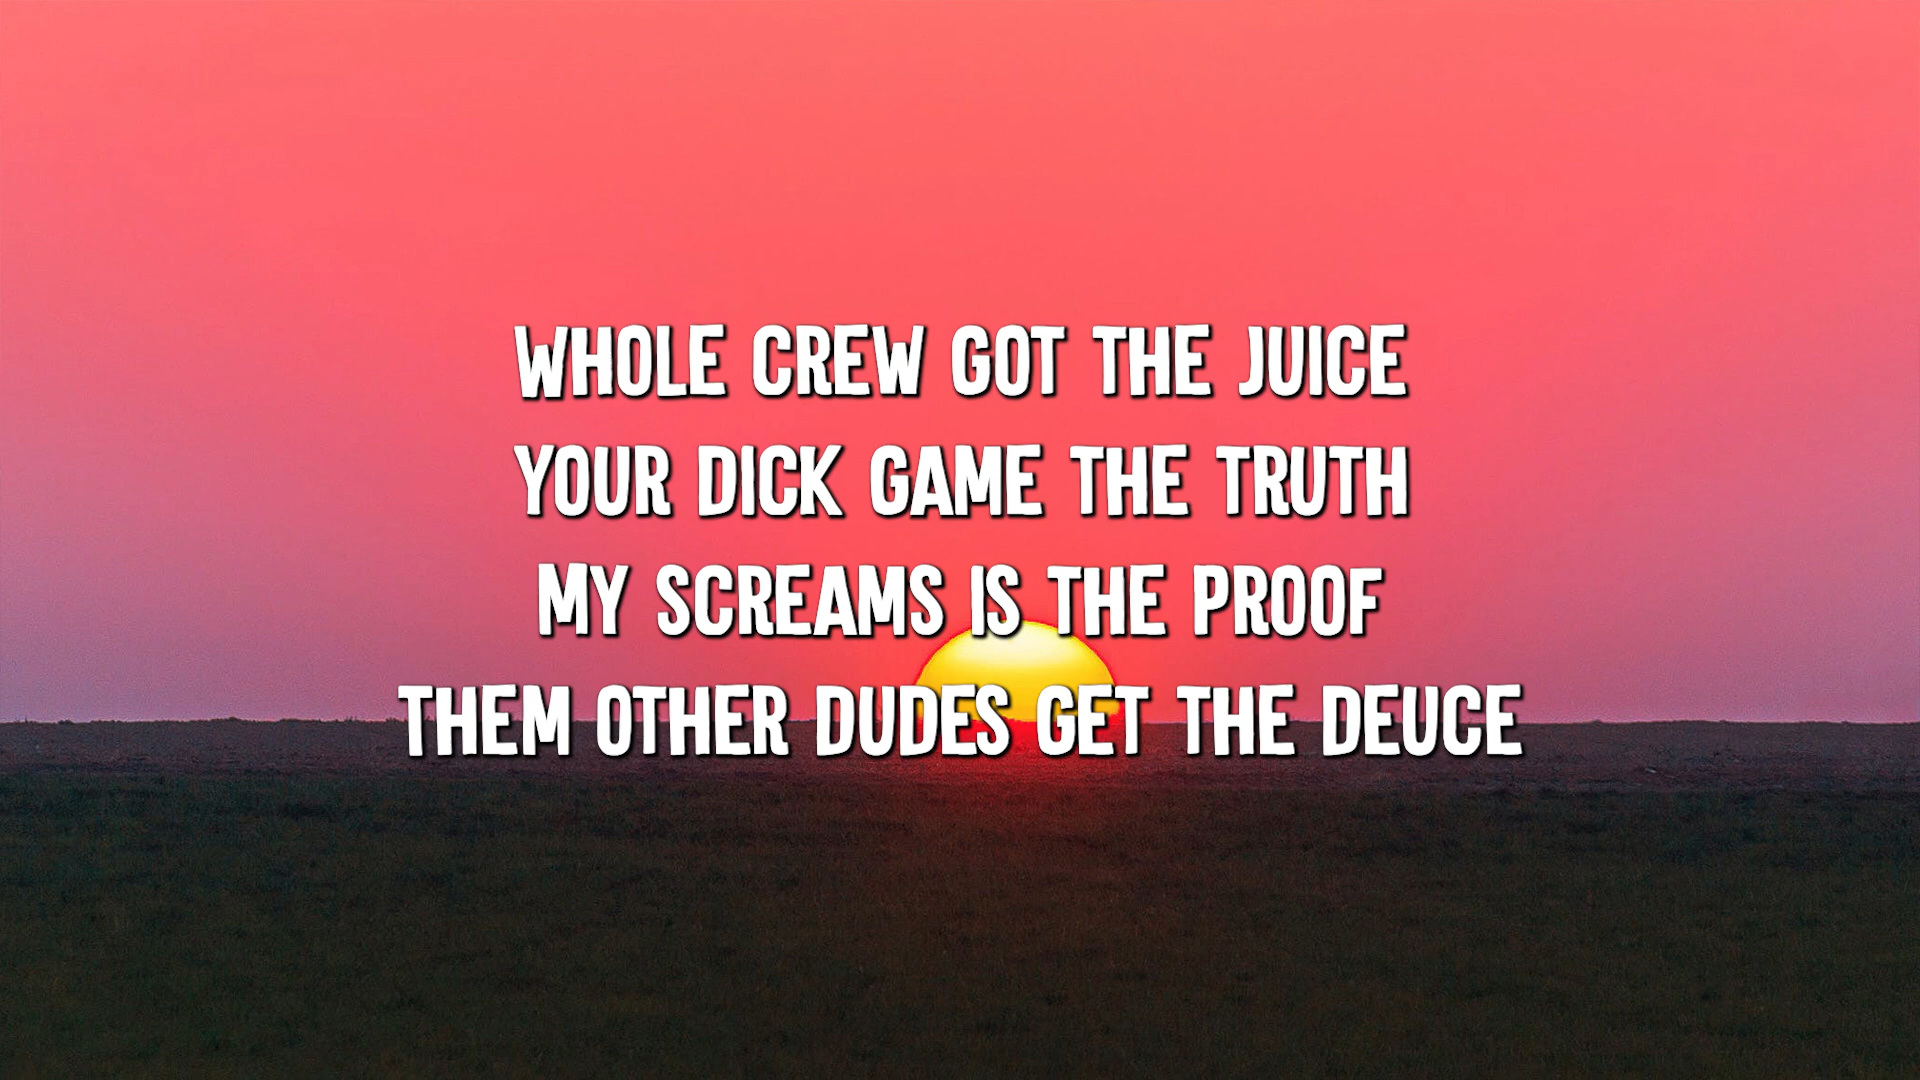 WHOLE CREW GOT THE JUICE
YOUR DICK GAME THE TRUTH
MY SCREAMS IS THE PROOF
THEM OTHER DUDES GET THE DEUCE